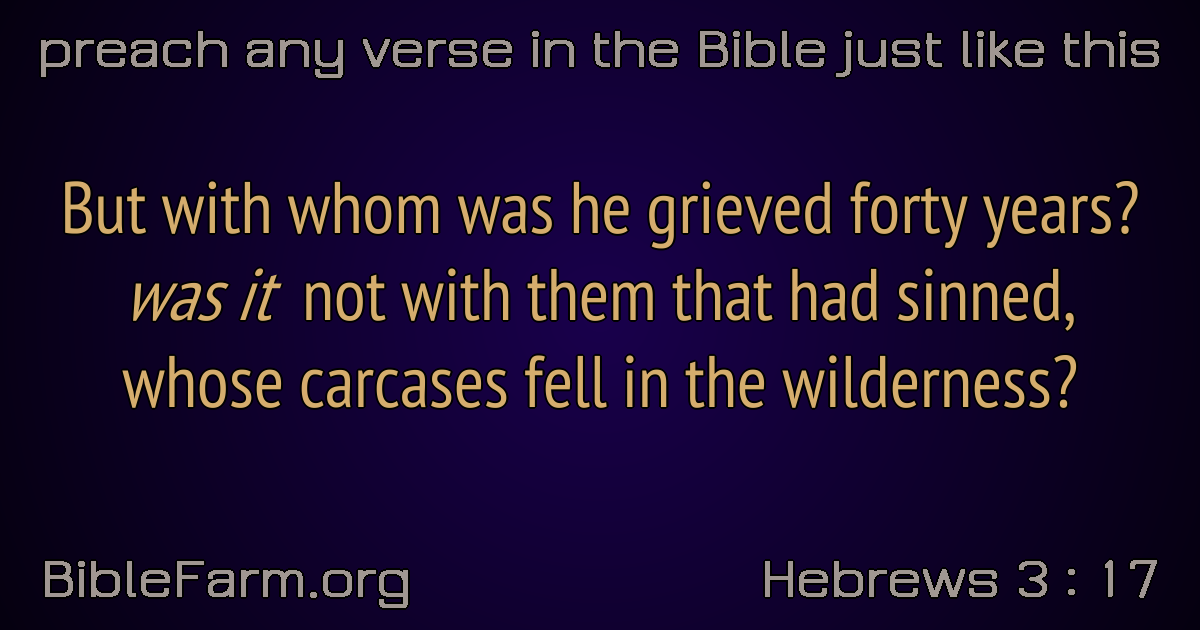 preach any verse in the Bible just like this
But with whom was he grieved forty years?
was it not with them that had sinned,
whose carcases fell in the wilderness?
BibleFarm.org
Hebrews 3 : 17